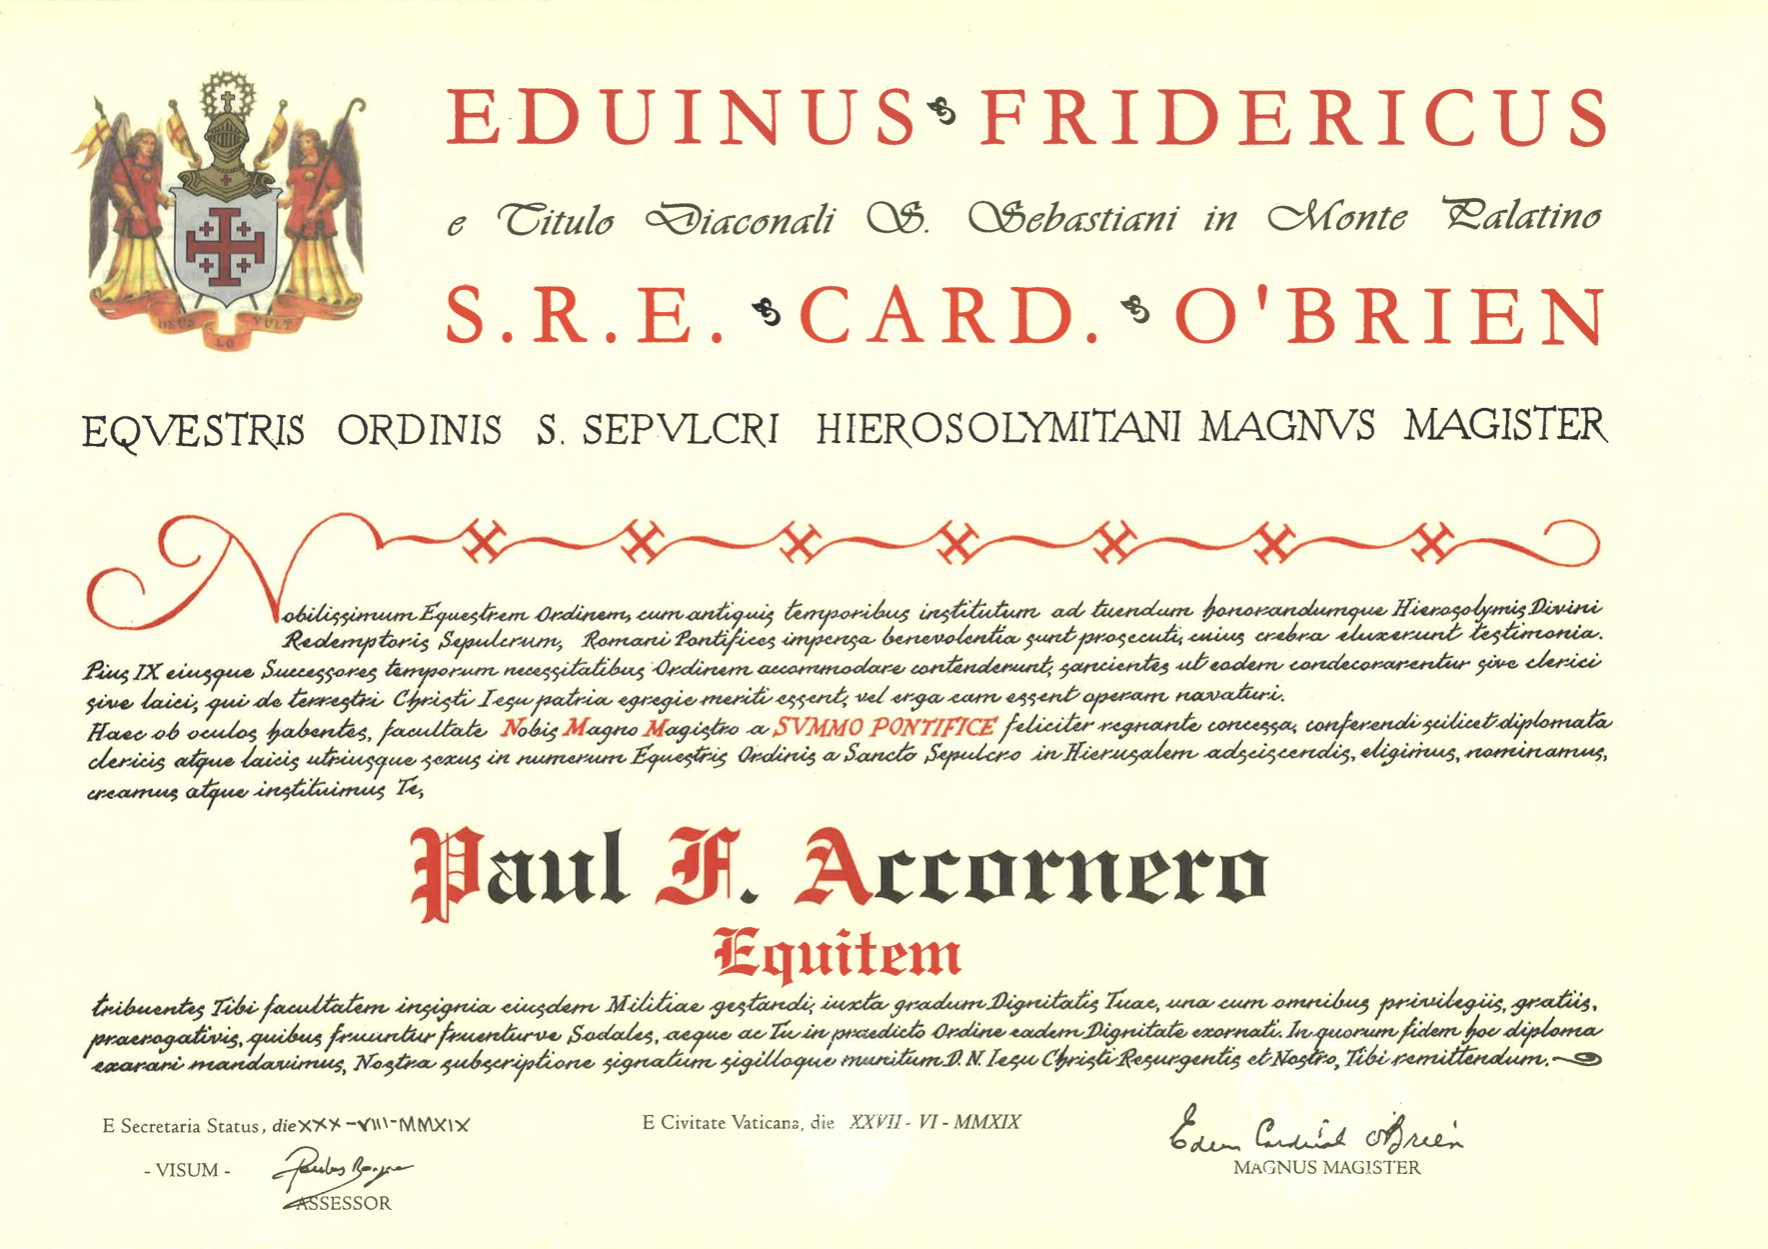 EDUINUS FRIDERICUS
e Titulo Diaconali S. Sebastiani in Monte Palatino
S.R.E. CARD. O'BRIEN
DEUS LO VULT
EQVESTRIS ORDINIS S. SEPVLCRI HIEROSOLYMITANI MAGNVS MAGISTER
Nobilissimum Equestrem Ordinem, cum antiquis temporibus institutum ad tuendum honorandumque Hierosolymis Divini
Redemptoris Sepulcrum, Romani Pontifices impensa benevolentia sunt prosecuti, cuius crebra eluxerunt testimonia.
Pius IX eiusque Successores temporum necessitatibus Ordinem accommodare contenderunt, sancientes ut eodem condecorarentur sive clerici
sive laici, qui de terrestri Christi Iesu patria egregie meriti essent, vel erga eam essent operam navaturi.
Haec ob oculos habentes, facultate Nobis Magno Magistro a SVMMO PONTIFICE feliciter regnante concessa, conferendi scilicet diplomata
clericis atque laicis utriusque sexus in numerum Equestris Ordinis a Sancto Sepulcro in Hierusalem adsciscendis, eligimus, nominamus,
creamus atque instituimus Te,
Paul F. Accornero
Equitem
tribuentes Tibi facultatem insignia eiusdem Militiae gestandi, iuxta gradum Dignitatis Tuae, una cum omnibus privilegiis, gratiis,
praerogativis, quibus fruuntur fruenturve Sodales, aeque ac Tu in praedicto Ordine eadem Dignitate exornati. In quorum fidem hoc diploma
exarari mandavimus, Nostra subscriptione signatum sigilloque munitum D. N. Iesu Christi Resurgentis et Nostro, Tibi remittendum.
E Secretaria Status, die XXX-VIII-MMXIX
E Civitate Vaticana, die XXVII - VI - MMXIX
Edwin Cardinal O'Brien
- VISUM -
MAGNUS MAGISTER
ASSESSOR